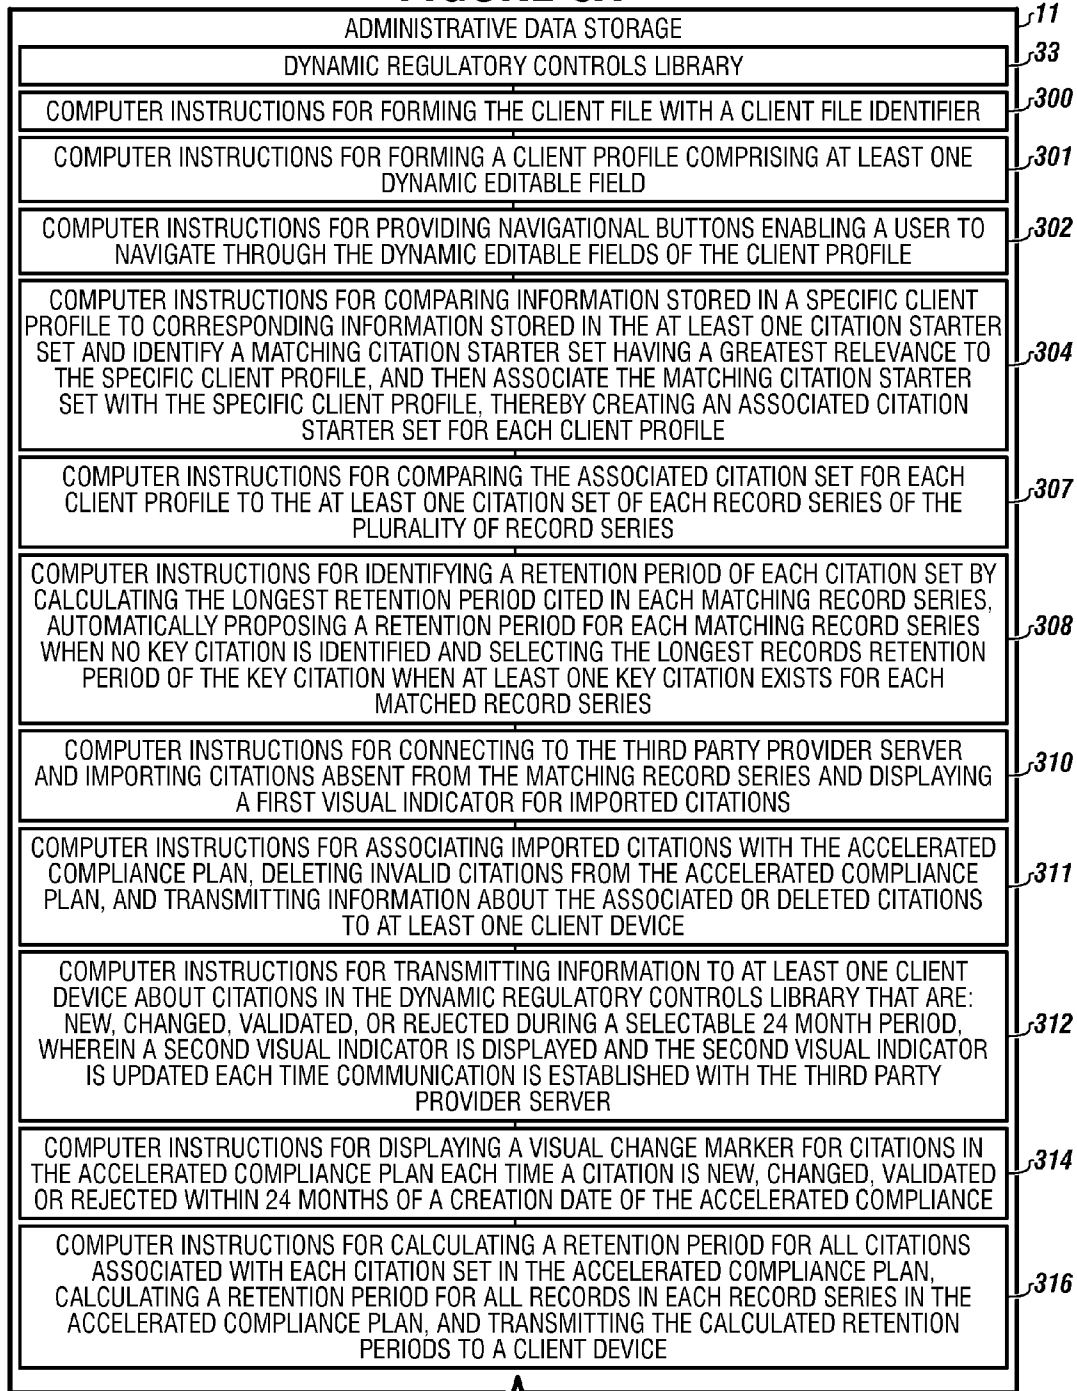 ADMINISTRATIVE DATA STORAGE
11
DYNAMIC REGULATORY CONTROLS LIBRARY
33
COMPUTER INSTRUCTIONS FOR FORMING THE CLIENT FILE WITH A CLIENT FILE IDENTIFIER
300
COMPUTER INSTRUCTIONS FOR FORMING A CLIENT PROFILE COMPRISING AT LEAST ONE
DYNAMIC EDITABLE FIELD
301
COMPUTER INSTRUCTIONS FOR PROVIDING NAVIGATIONAL BUTTONS ENABLING A USER TO
NAVIGATE THROUGH THE DYNAMIC EDITABLE FIELDS OF THE CLIENT PROFILE
302
COMPUTER INSTRUCTIONS FOR COMPARING INFORMATION STORED IN A SPECIFIC CLIENT
PROFILE TO CORRESPONDING INFORMATION STORED IN THE AT LEAST ONE CITATION STARTER
SET AND IDENTIFY A MATCHING CITATION STARTER SET HAVING A GREATEST RELEVANCE TO
THE SPECIFIC CLIENT PROFILE, AND THEN ASSOCIATE THE MATCHING CITATION STARTER
SET WITH THE SPECIFIC CLIENT PROFILE, THEREBY CREATING AN ASSOCIATED CITATION
STARTER SET FOR EACH CLIENT PROFILE
304
COMPUTER INSTRUCTIONS FOR COMPARING THE ASSOCIATED CITATION SET FOR EACH
CLIENT PROFILE TO THE AT LEAST ONE CITATION SET OF EACH RECORD SERIES OF THE
PLURALITY OF RECORD SERIES
307
COMPUTER INSTRUCTIONS FOR IDENTIFYING A RETENTION PERIOD OF EACH CITATION SET BY
CALCULATING THE LONGEST RETENTION PERIOD CITED IN EACH MATCHING RECORD SERIES,
AUTOMATICALLY PROPOSING A RETENTION PERIOD FOR EACH MATCHING RECORD SERIES
WHEN NO KEY CITATION IS IDENTIFIED AND SELECTING THE LONGEST RECORDS RETENTION
PERIOD OF THE KEY CITATION WHEN AT LEAST ONE KEY CITATION EXISTS FOR EACH
MATCHED RECORD SERIES
308
COMPUTER INSTRUCTIONS FOR CONNECTING TO THE THIRD PARTY PROVIDER SERVER
AND IMPORTING CITATIONS ABSENT FROM THE MATCHING RECORD SERIES AND DISPLAYING
A FIRST VISUAL INDICATOR FOR IMPORTED CITATIONS
310
COMPUTER INSTRUCTIONS FOR ASSOCIATING IMPORTED CITATIONS WITH THE ACCELERATED
COMPLIANCE PLAN, DELETING INVALID CITATIONS FROM THE ACCELERATED COMPLIANCE
PLAN, AND TRANSMITTING INFORMATION ABOUT THE ASSOCIATED OR DELETED CITATIONS
TO AT LEAST ONE CLIENT DEVICE
311
COMPUTER INSTRUCTIONS FOR TRANSMITTING INFORMATION TO AT LEAST ONE CLIENT
DEVICE ABOUT CITATIONS IN THE DYNAMIC REGULATORY CONTROLS LIBRARY THAT ARE:
NEW, CHANGED, VALIDATED, OR REJECTED DURING A SELECTABLE 24 MONTH PERIOD,
WHEREIN A SECOND VISUAL INDICATOR IS DISPLAYED AND THE SECOND VISUAL INDICATOR
IS UPDATED EACH TIME COMMUNICATION IS ESTABLISHED WITH THE THIRD PARTY
PROVIDER SERVER
312
COMPUTER INSTRUCTIONS FOR DISPLAYING A VISUAL CHANGE MARKER FOR CITATIONS IN
THE ACCELERATED COMPLIANCE PLAN EACH TIME A CITATION IS NEW, CHANGED, VALIDATED
OR REJECTED WITHIN 24 MONTHS OF A CREATION DATE OF THE ACCELERATED COMPLIANCE
314
COMPUTER INSTRUCTIONS FOR CALCULATING A RETENTION PERIOD FOR ALL CITATIONS
ASSOCIATED WITH EACH CITATION SET IN THE ACCELERATED COMPLIANCE PLAN,
CALCULATING A RETENTION PERIOD FOR ALL RECORDS IN EACH RECORD SERIES IN THE
ACCELERATED COMPLIANCE PLAN, AND TRANSMITTING THE CALCULATED RETENTION
PERIODS TO A CLIENT DEVICE
316